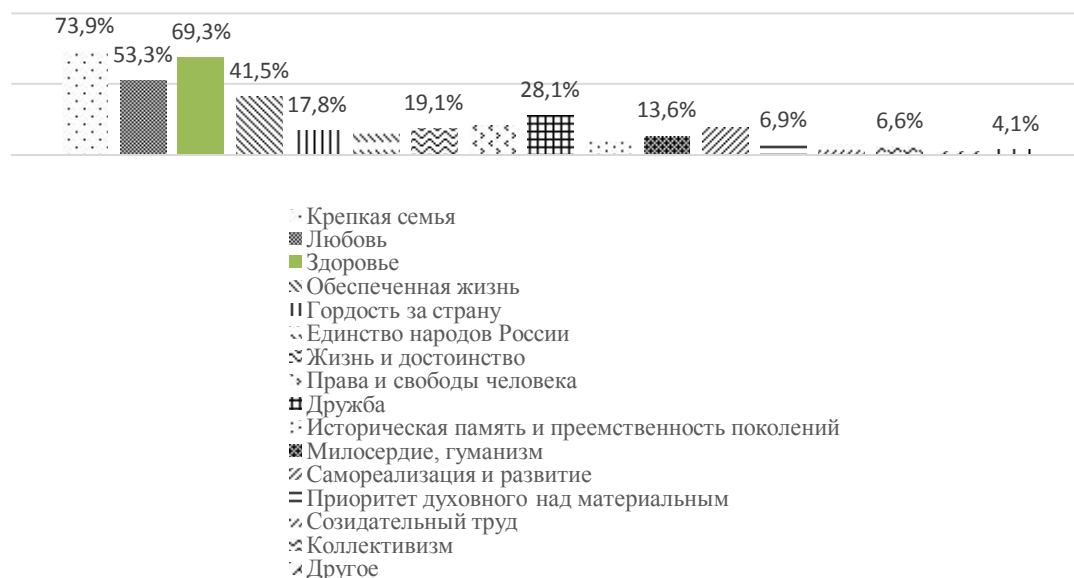 73,9%
53,3%
69,3%
41,5%
17,8%
19,1%
28,1%
13,6%
6,9%
6,6%
4,1%
Крепкая семья
Любовь
Здоровье
Обеспеченная жизнь
Гордость за страну
Единство народов России
Жизнь и достоинство
Права и свободы человека
Дружба
Историческая память и преемственность поколений
Милосердие, гуманизм
Самореализация и развитие
Приоритет духовного над материальным
Созидательный труд
Коллективизм
Другое